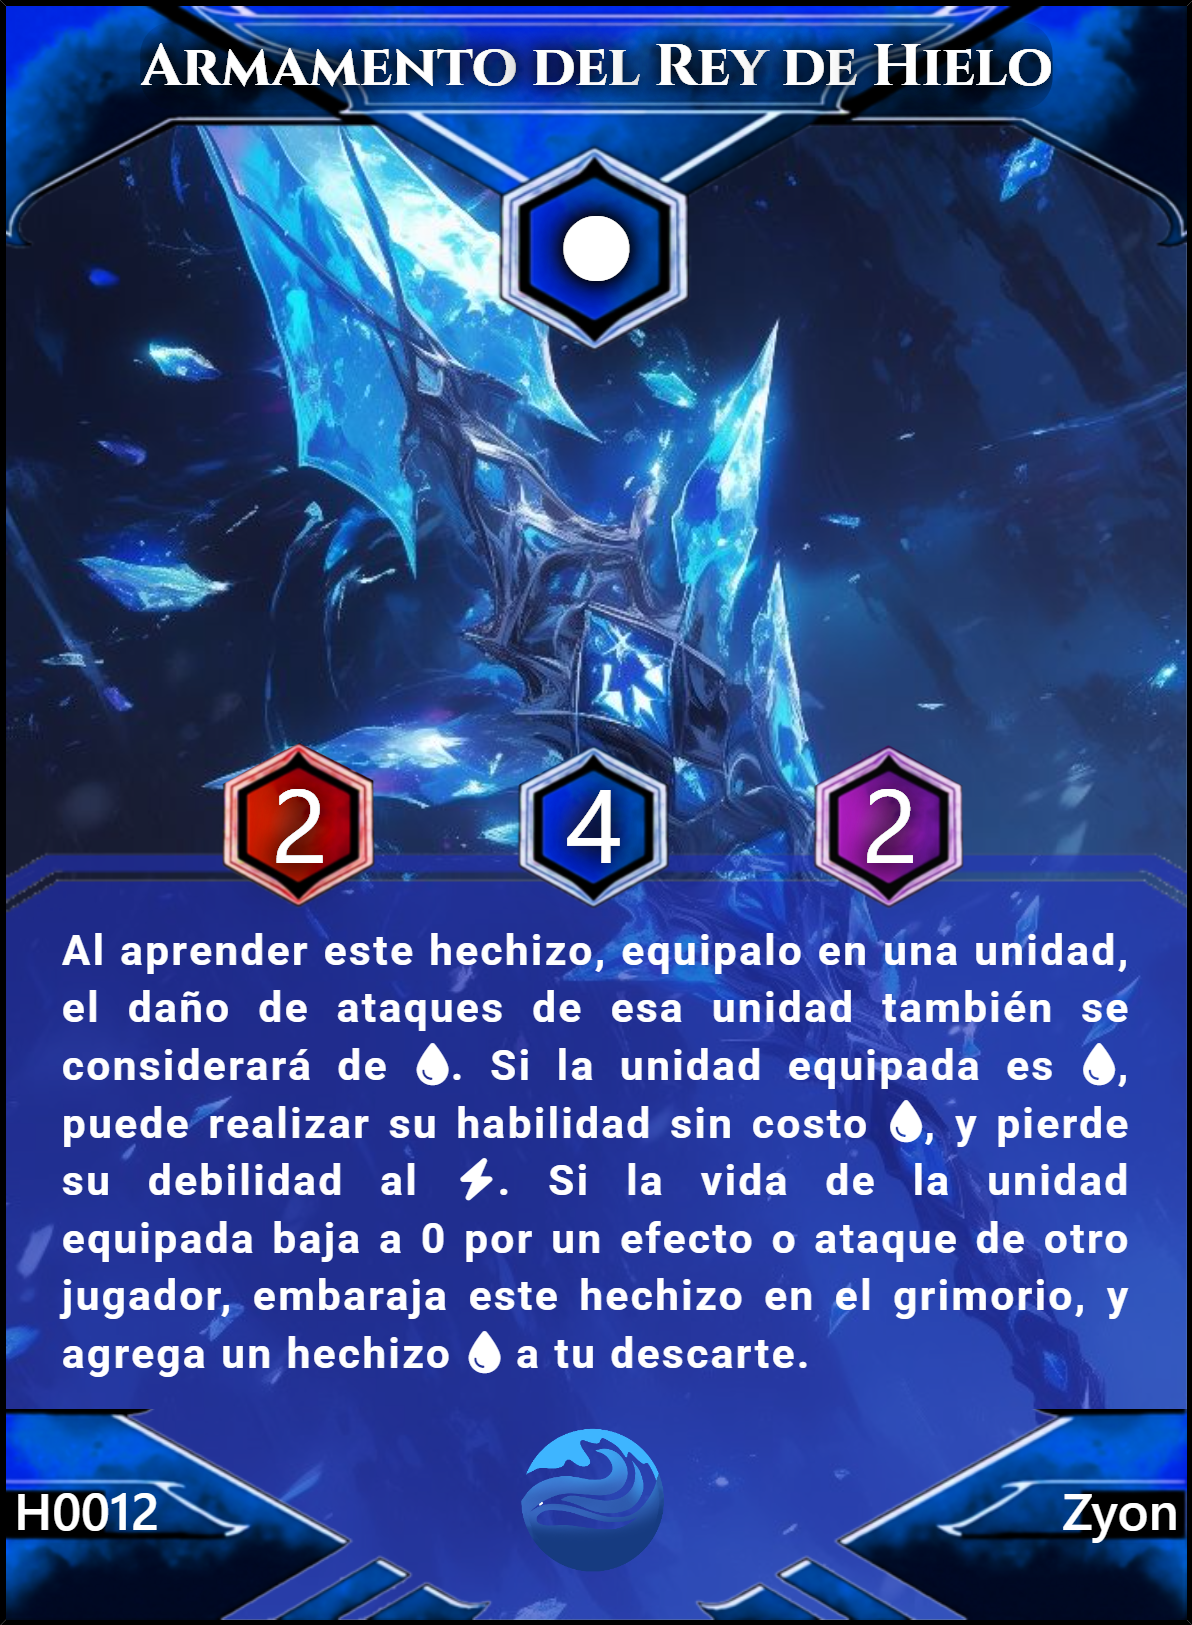 Armamento del Rey de Hielo
2 4 2
Al aprender este hechizo, equipalo en una unidad,
el daño de ataques de esa unidad también se
considerará de . Si la unidad equipada es ,
puede realizar su habilidad sin costo , y pierde
su debilidad al . Si la vida de la unidad
equipada baja a 0 por un efecto o ataque de otro
jugador, embaraja este hechizo en el grimorio, y
agrega un hechizo a tu descarte.
H0012 Zyon